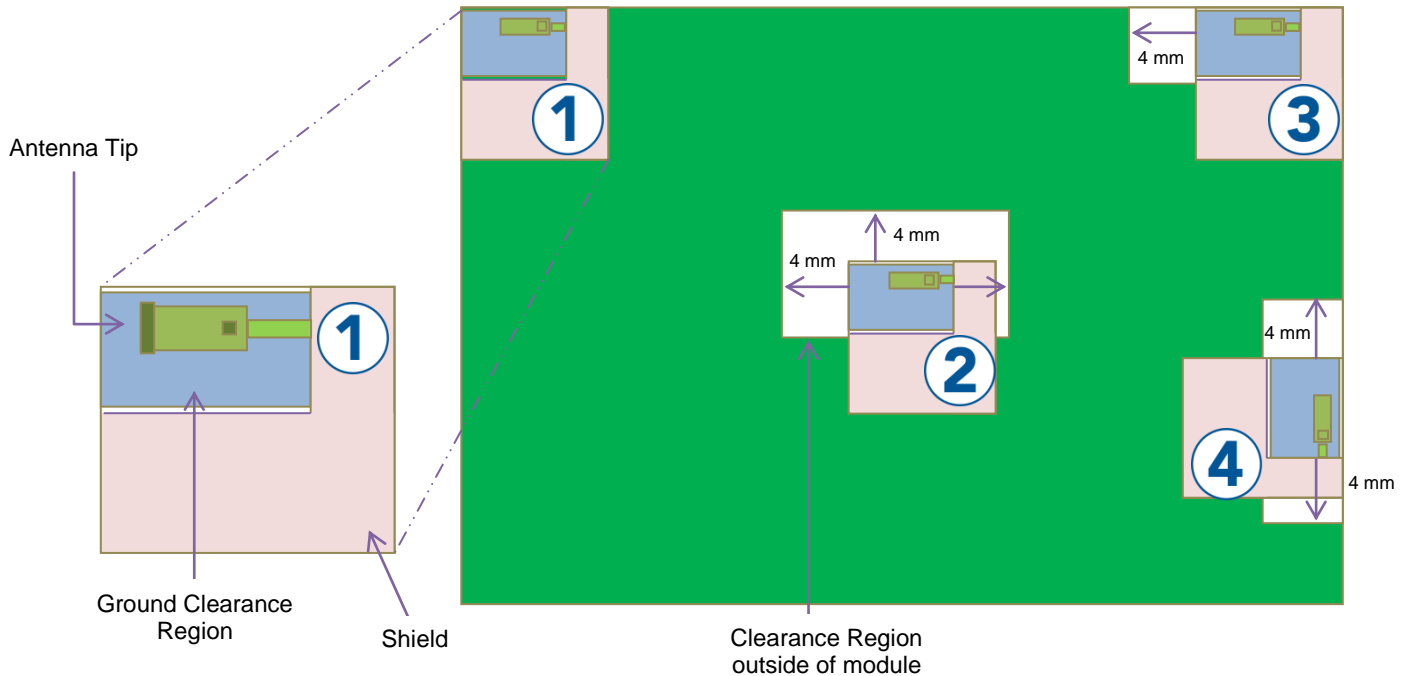 1
3
4 mm
Antenna Tip
4 mm
4 mm
2
1
4 mm
4
4 mm
Ground Clearance
Region
Shield
Clearance Region
outside of module